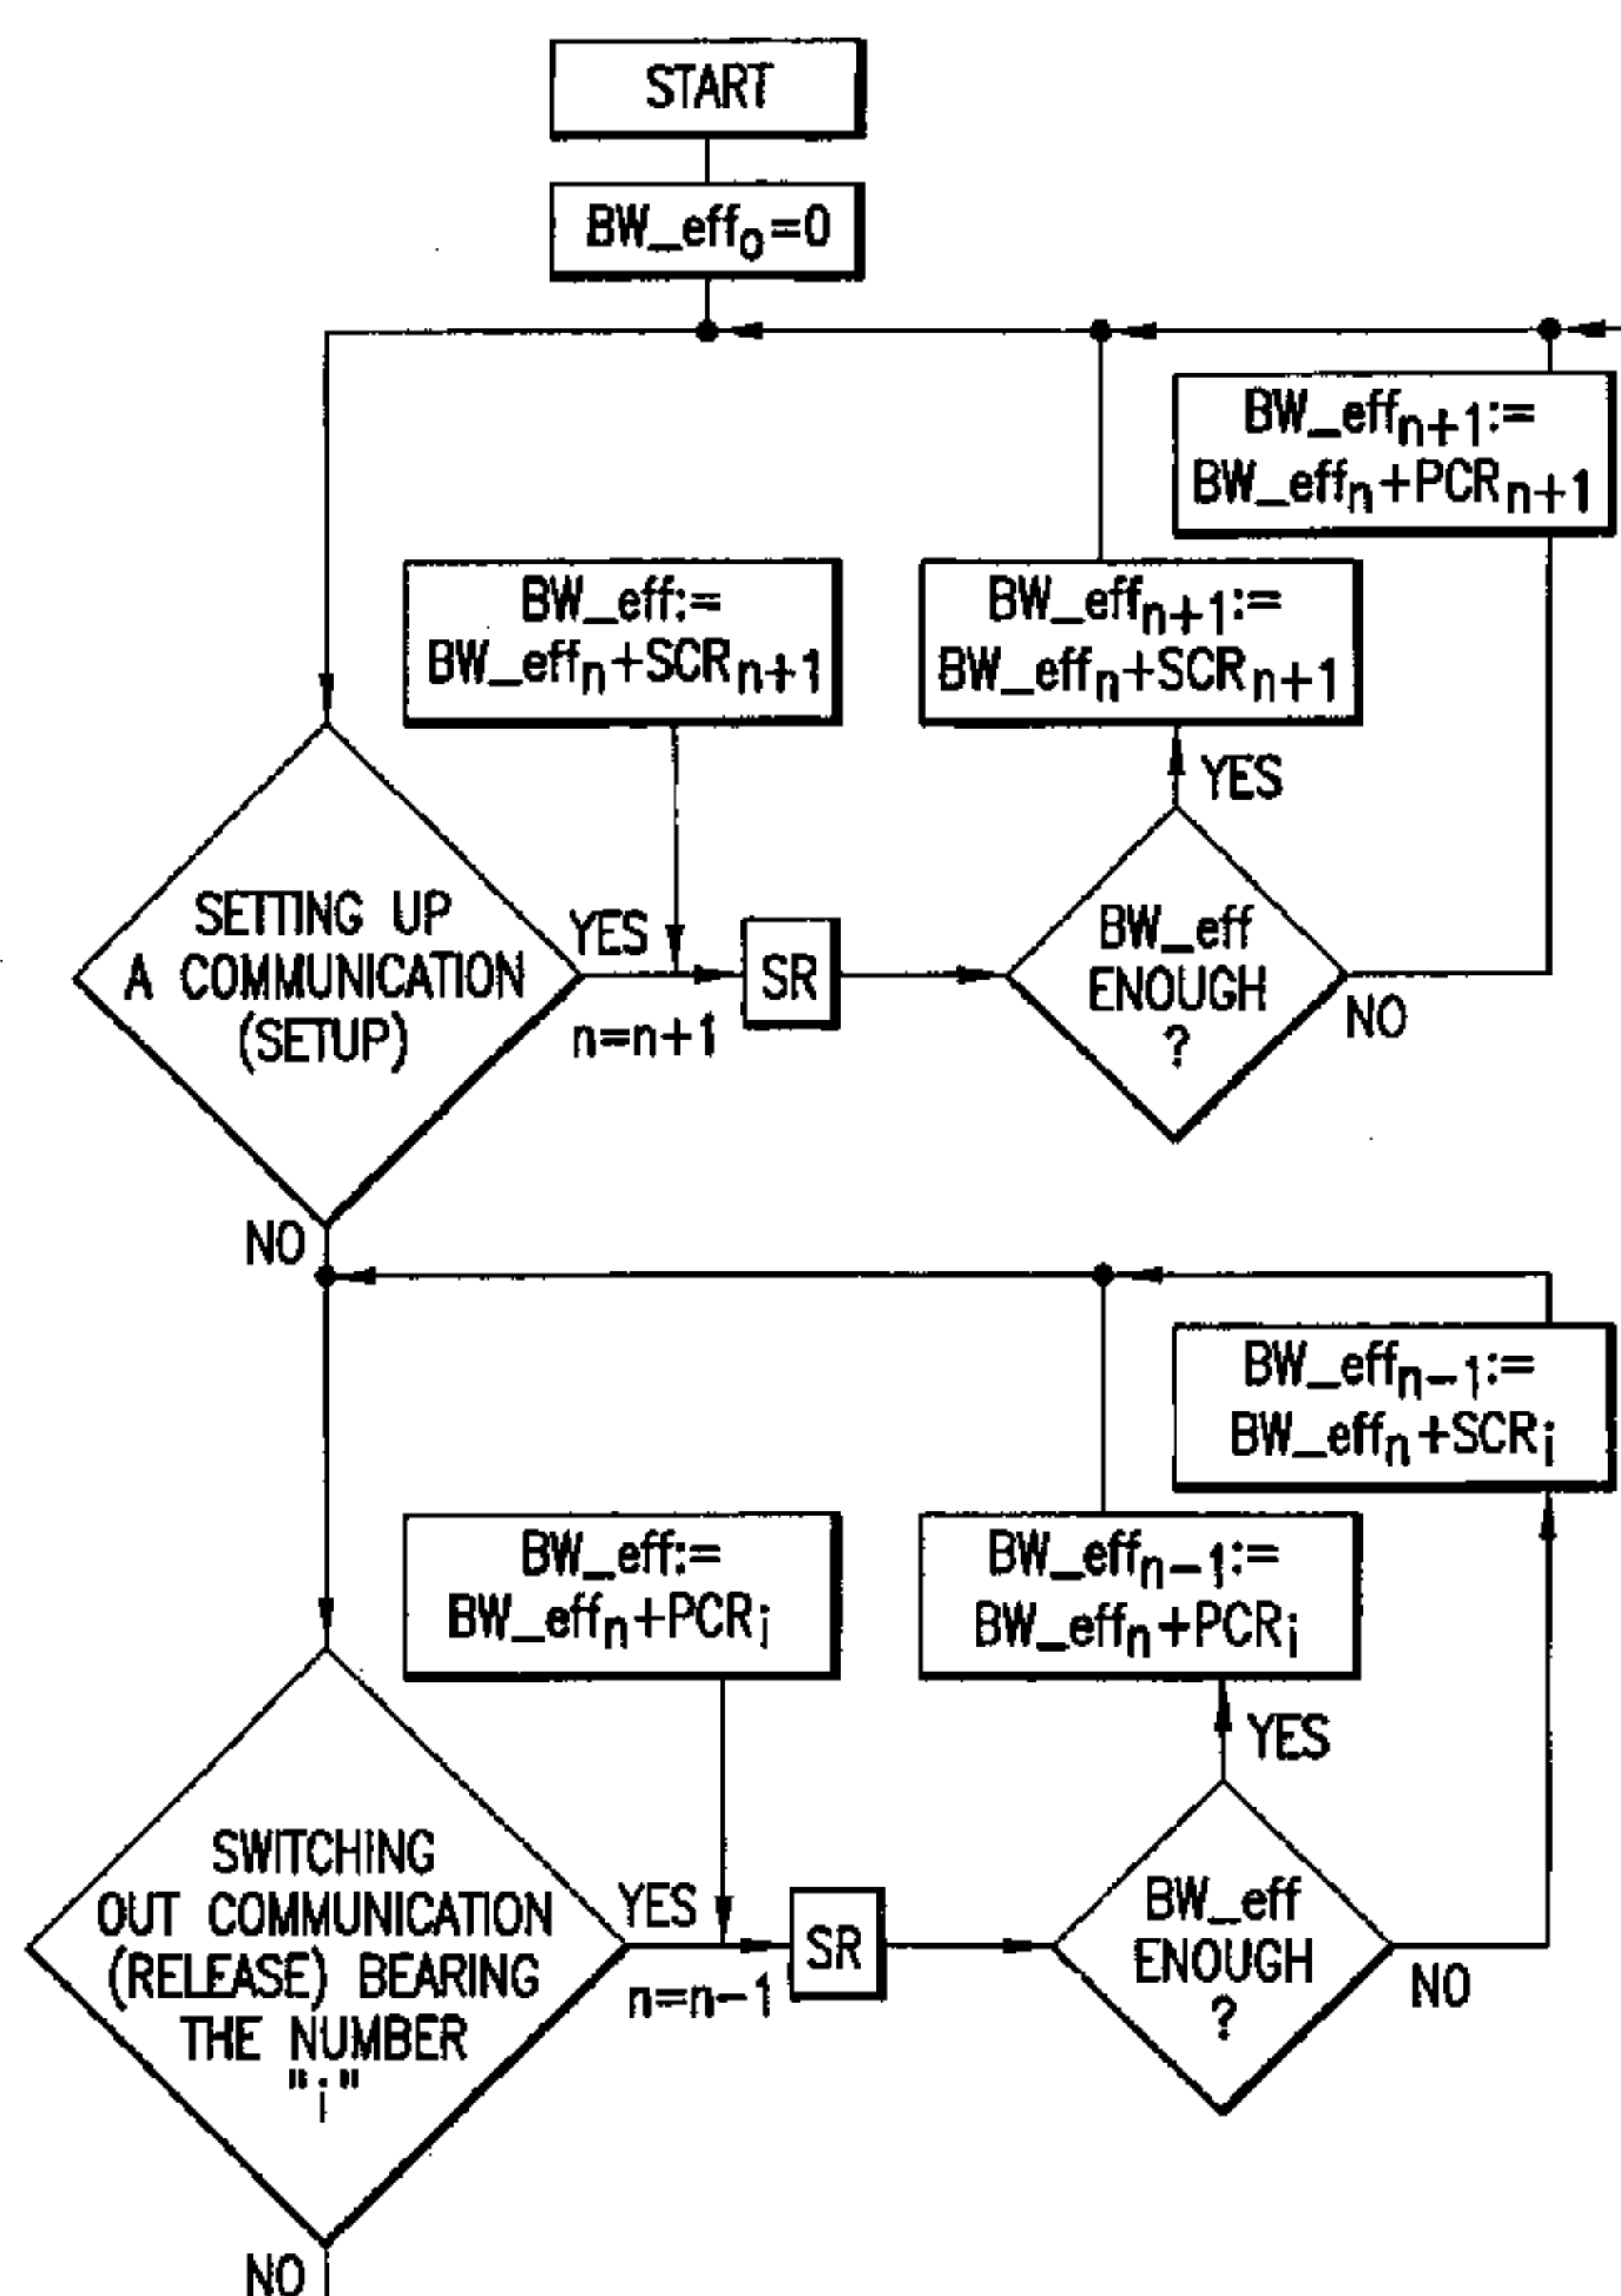 START
BW_eff₀=0
BW_effₙ₊₁:=
BW_effₙ+PCRₙ₊₁
BW_eff:=
BW_effₙ+SCRₙ₊₁
BW_effₙ₊₁:=
BW_effₙ+SCRₙ₊₁
YES
SETTING UP
A COMMUNICATION
(SETUP)
YES
n=n+1
SR
BW_eff
ENOUGH
?
NO
NO
BW_effₙ₋₁:=
BW_effₙ+SCRᵢ
BW_eff:=
BW_effₙ+PCRᵢ
BW_effₙ₋₁:=
BW_effₙ+PCRᵢ
YES
SWITCHING
OUT COMMUNICATION
(RELEASE) BEARING
THE NUMBER
"i"
YES
n=n-1
SR
BW_eff
ENOUGH
?
NO
NO